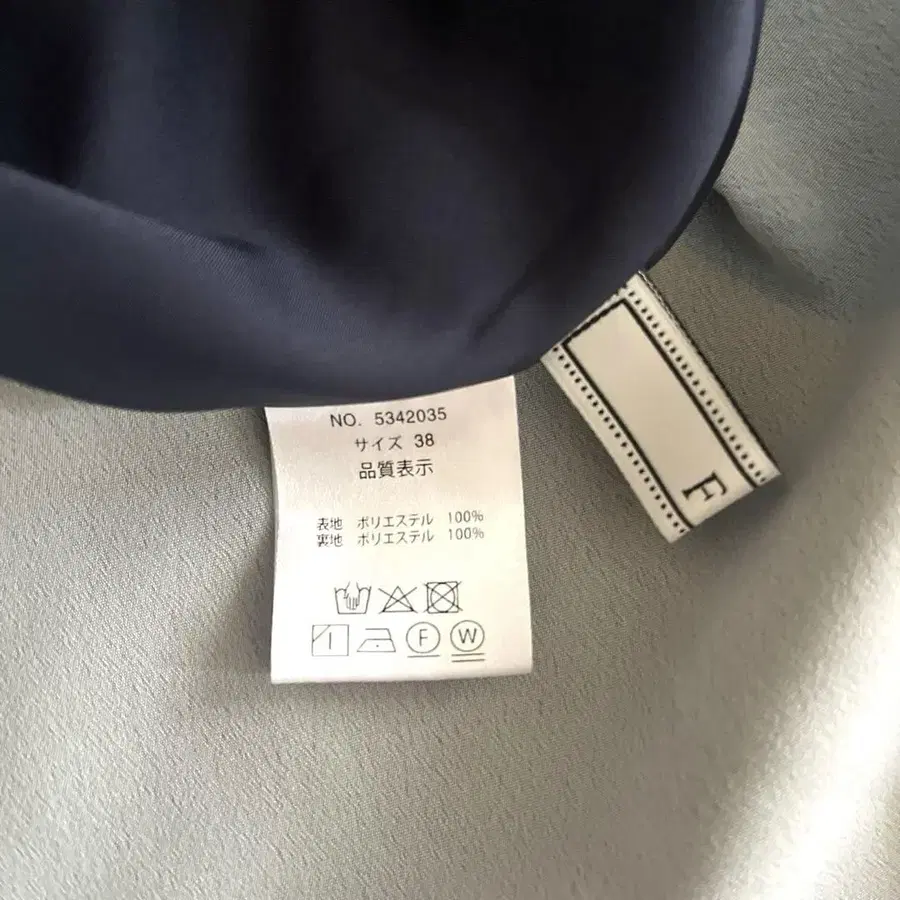 NO. 5342035
サイズ 38
品質表示
表地 ポリエステル 100%
裏地 ポリエステル 100%
F W
F